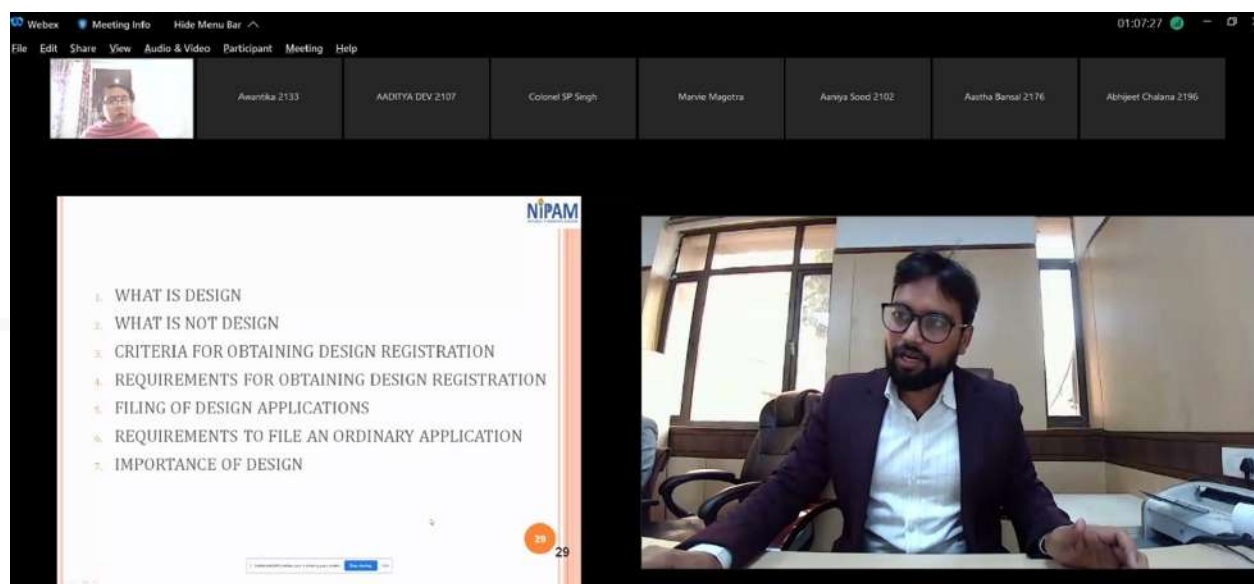 Webex Meeting Info Hide Menu Bar 01:07:27
File Edit Share View Audio & Video Participant Meeting Help
Awantika 2133 AADITYA DEV 2107 Colonel SP Singh Marvie Magotra Aaniya Sood 2102 Aastha Bansal 2176 Abhijeet Chalana 2196
NiPAM
1. WHAT IS DESIGN
2. WHAT IS NOT DESIGN
3. CRITERIA FOR OBTAINING DESIGN REGISTRATION
4. REQUIREMENTS FOR OBTAINING DESIGN REGISTRATION
5. FILING OF DESIGN APPLICATIONS
6. REQUIREMENTS TO FILE AN ORDINARY APPLICATION
7. IMPORTANCE OF DESIGN
29
29
Stop sharing